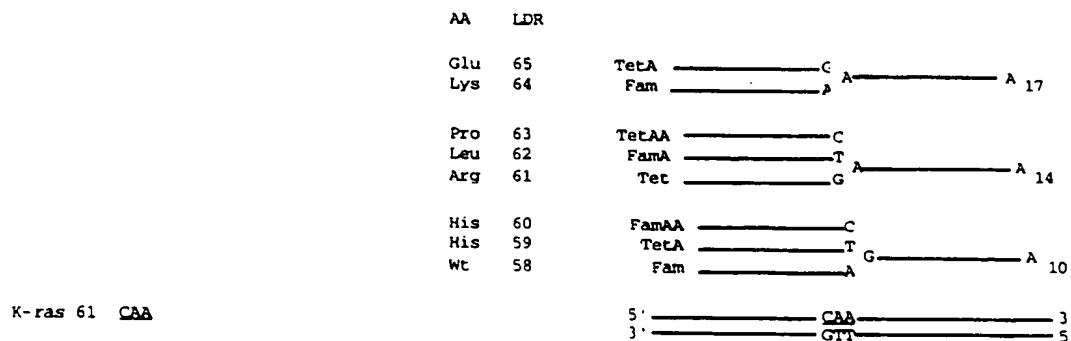 AA LDR
Glu 65 TetA G
Lys 64 Fam A A A 17
Pro 63 TetAA C
Leu 62 FamA T A A 14
Arg 61 Tet G
His 60 FamAA C
His 59 TetA T G A 10
Wt 58 Fam A
K-ras 61 CAA 5' CAA 3
3' GTT 5